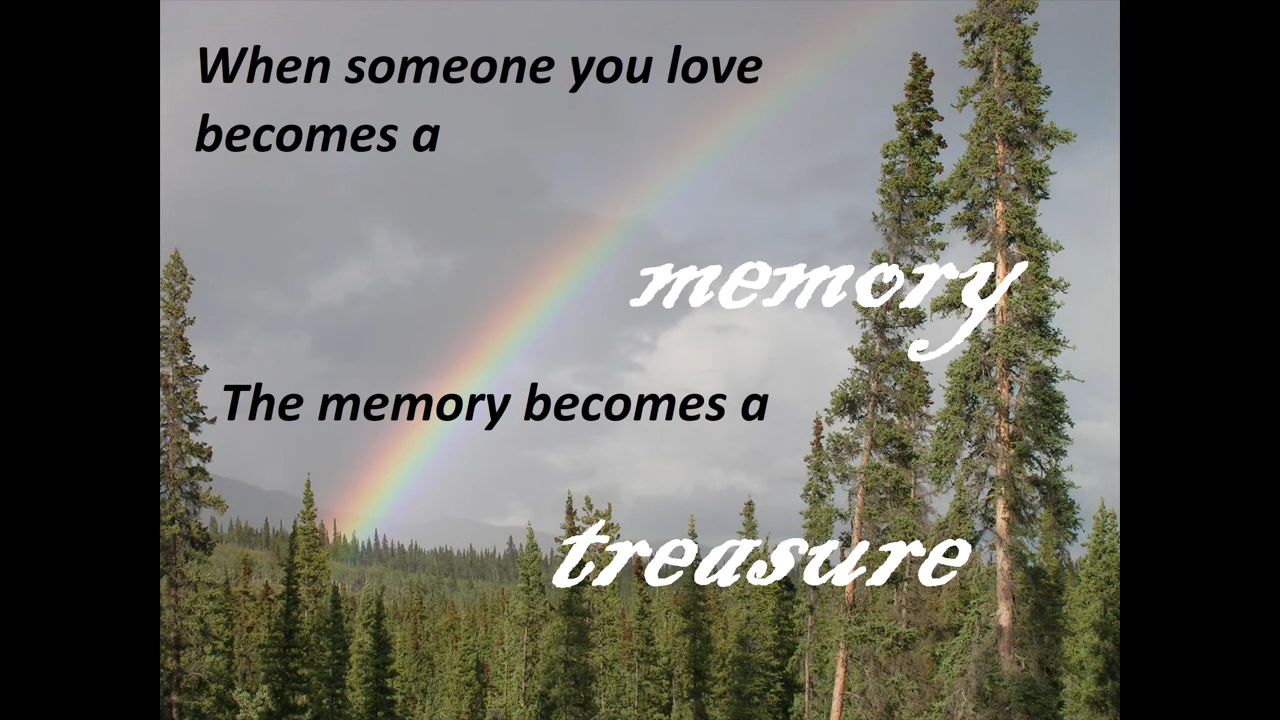 When someone you love
becomes a
memory
The memory becomes a
treasure